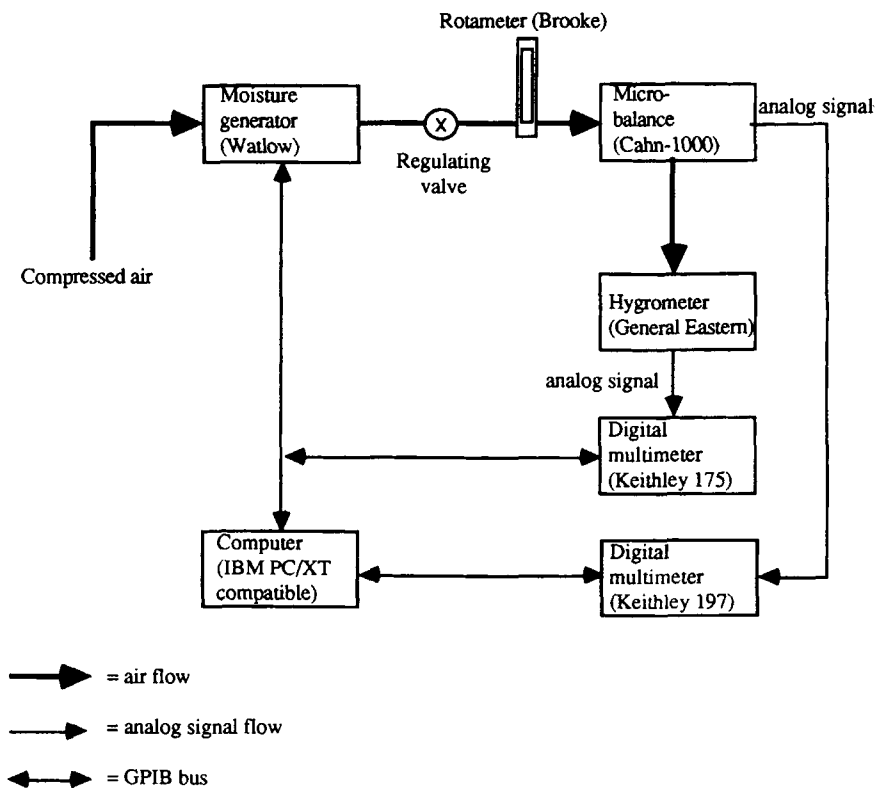 Rotameter (Brooke)
Moisture
generator
(Watlow)
X
Regulating
valve
Micro-
balance
(Cahn-1000)
analog signal
Compressed air
Hygrometer
(General Eastern)
analog signal
Digital
multimeter
(Keithley 175)
Computer
(IBM PC/XT
compatible)
Digital
multimeter
(Keithley 197)
= air flow
= analog signal flow
= GPIB bus